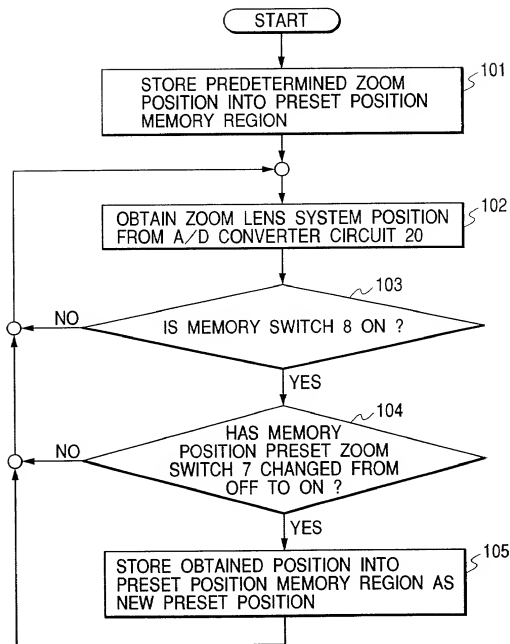 START
STORE PREDETERMINED ZOOM
POSITION INTO PRESET POSITION
MEMORY REGION
101
OBTAIN ZOOM LENS SYSTEM POSITION
FROM A/D CONVERTER CIRCUIT 20
102
103
IS MEMORY SWITCH 8 ON ?
NO
YES
104
HAS MEMORY
POSITION PRESET ZOOM
SWITCH 7 CHANGED FROM
OFF TO ON ?
NO
YES
STORE OBTAINED POSITION INTO
PRESET POSITION MEMORY REGION AS
NEW PRESET POSITION
105